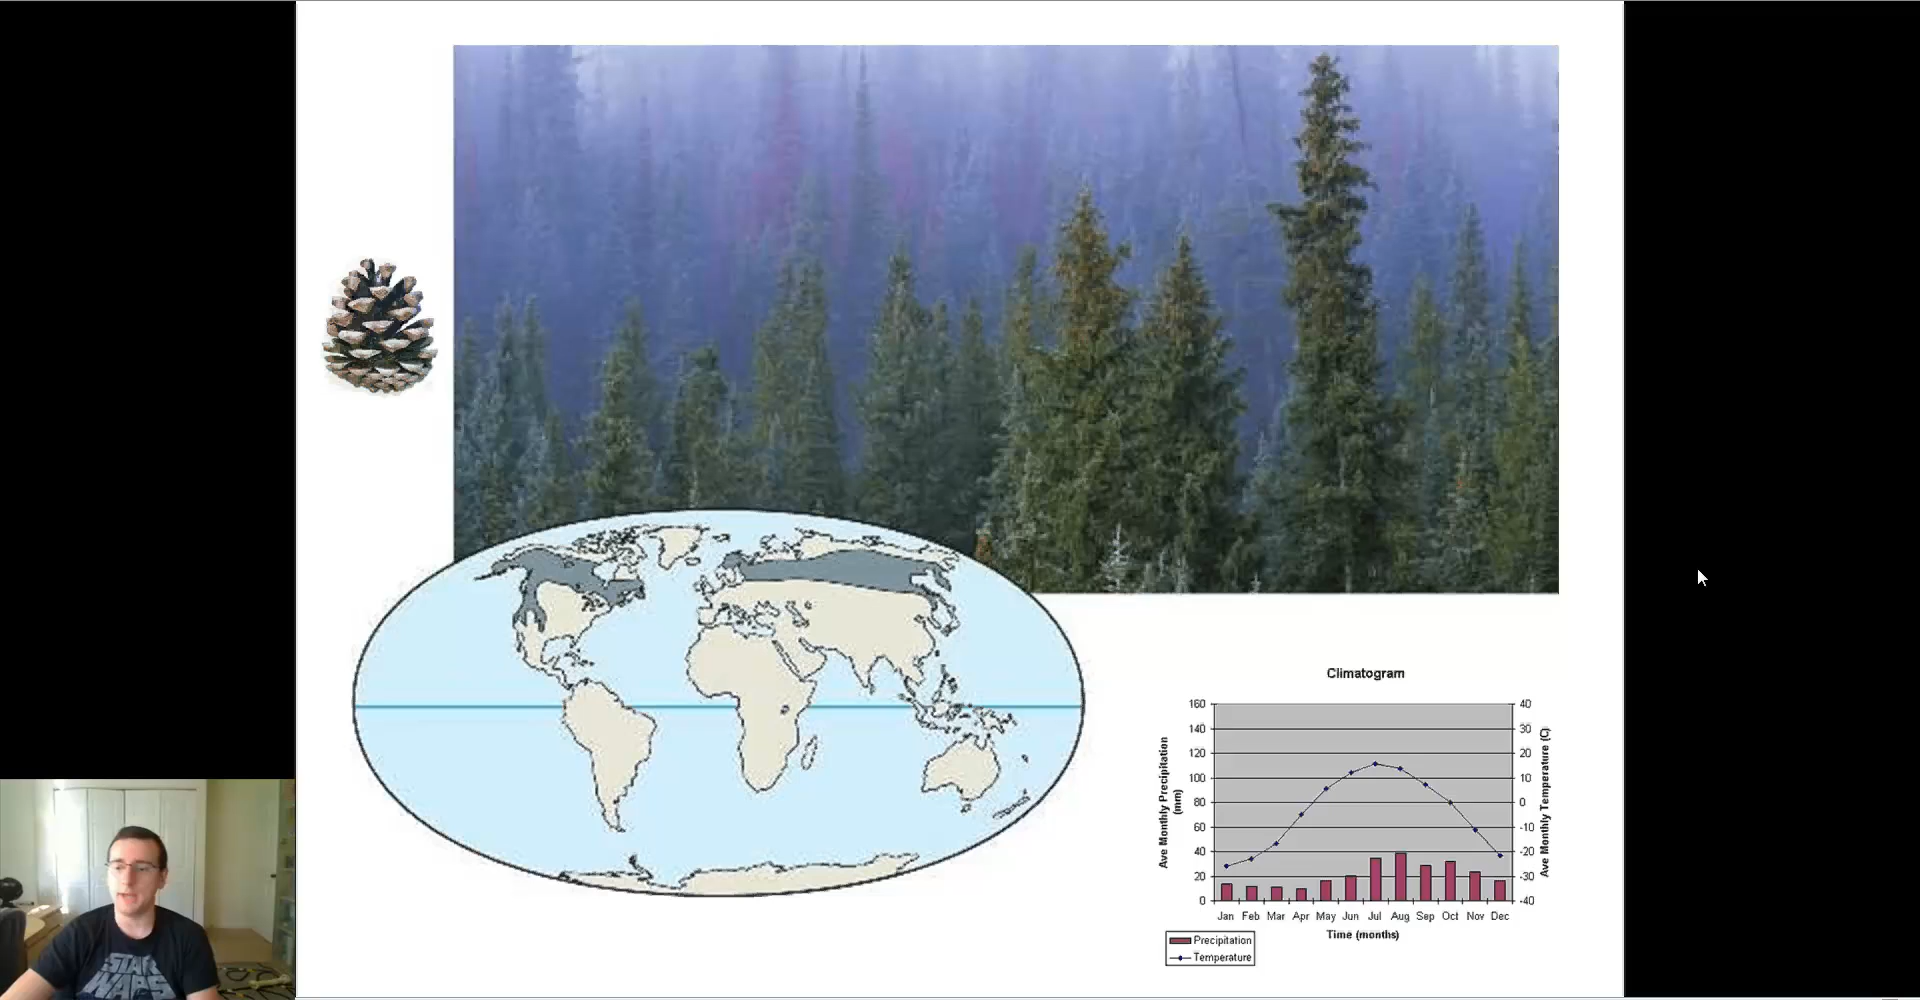 Climatogram
160
140
120
100
80
60
40
20
0
40
30
20
10
0
-10
-20
-30
-40
Ave Monthly Precipitation
(mm)
Ave Monthly Temperature (C)
Jan Feb Mar Apr May Jun Jul Aug Sep Oct Nov Dec
Time (months)
Precipitation
Temperature
STAR
WARS